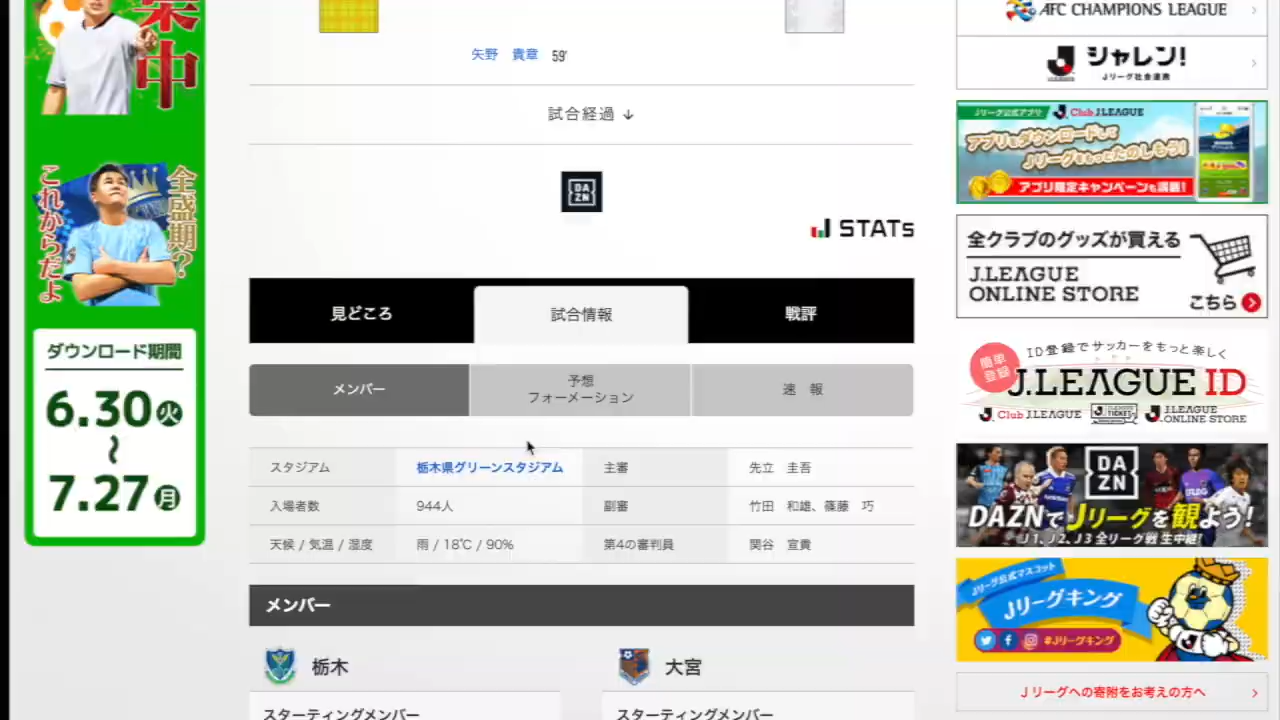 集中
全盛期?
これからだよ
ダウンロード期間
6.30火
〜
7.27月
矢野 貴章 59'
試合経過 ↓
DAZN
STATs
見どころ
試合情報
戦評
メンバー
予想
フォーメーション
速 報
スタジアム 栃木県グリーンスタジアム 主審 先立 圭吾
入場者数 944人 副審 竹田 和雄、篠藤 巧
天候 / 気温 / 湿度 雨 / 18℃ / 90% 第4の審判員 関谷 宣貴
メンバー
栃木
大宮
スターティングメンバー
スターティングメンバー
AFC CHAMPIONS LEAGUE
シャレン!
Jリーグ社会連携
Jリーグ公式アプリ Club J.LEAGUE
アプリをダウンロードして
Jリーグをもっとたのしもう!
アプリ限定キャンペーンも満載!
全クラブのグッズが買える
J.LEAGUE
ONLINE STORE
こちら
ID登録でサッカーをもっと楽しく
簡単
登録
J.LEAGUE ID
Club J.LEAGUE J.LEAGUE TICKET J.LEAGUE ONLINE STORE
DAZN
DAZNでJリーグを観よう!
J1、J2、J3 全リーグ戦 生中継!
Jリーグ公式マスコット
Jリーグキング
#Jリーグキング
Jリーグへの寄附をお考えの方へ